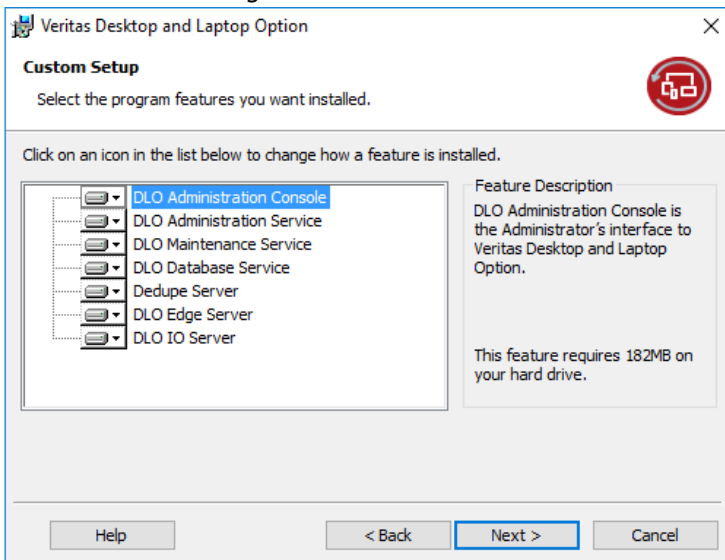 Veritas Desktop and Laptop Option
Custom Setup
Select the program features you want installed.
Click on an icon in the list below to change how a feature is installed.
DLO Administration Console
DLO Administration Service
DLO Maintenance Service
DLO Database Service
Dedupe Server
DLO Edge Server
DLO IO Server
Feature Description
DLO Administration Console is
the Administrator's interface to
Veritas Desktop and Laptop
Option.
This feature requires 182MB on
your hard drive.
Help
< Back
Next >
Cancel